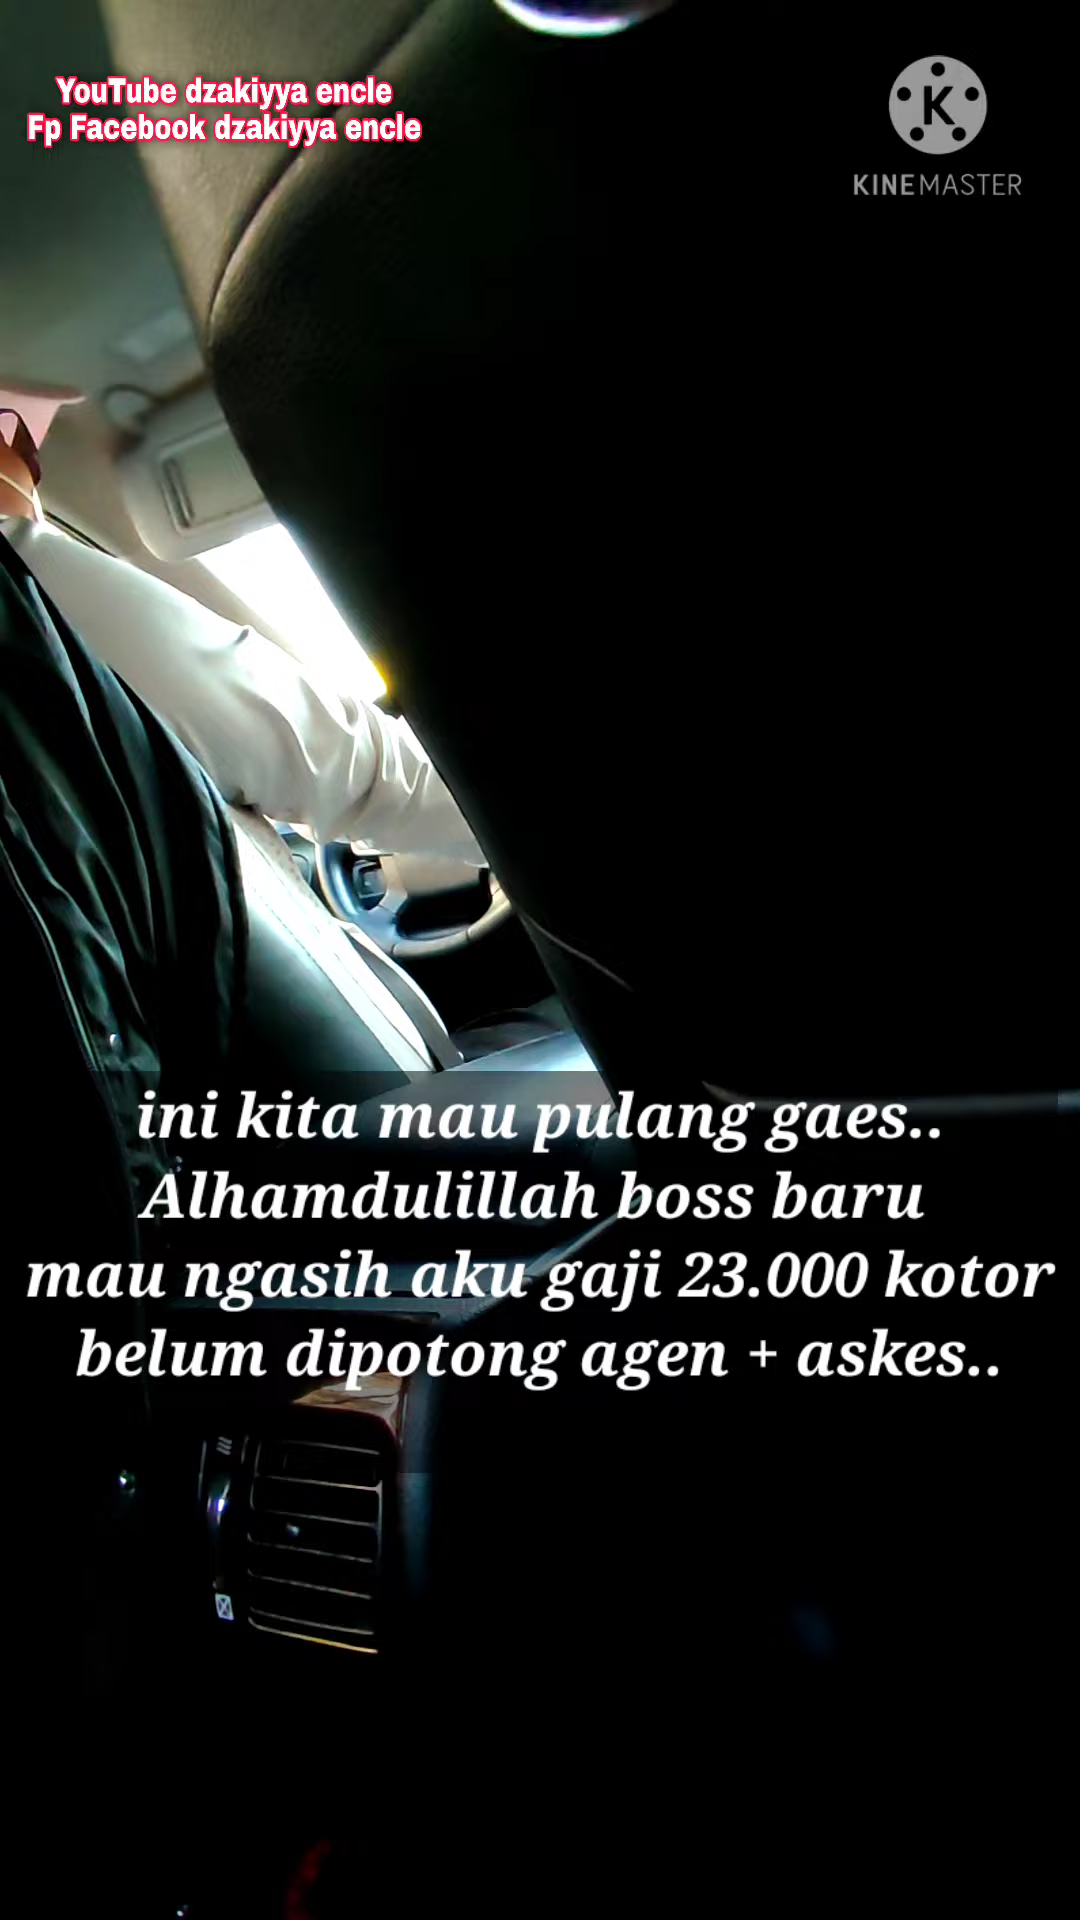 YouTube dzakiyya encle
Fp Facebook dzakiyya encle
K
KINEMASTER
ini kita mau pulang gaes..
Alhamdulillah boss baru
mau ngasih aku gaji 23.000 kotor
belum dipotong agen + askes..